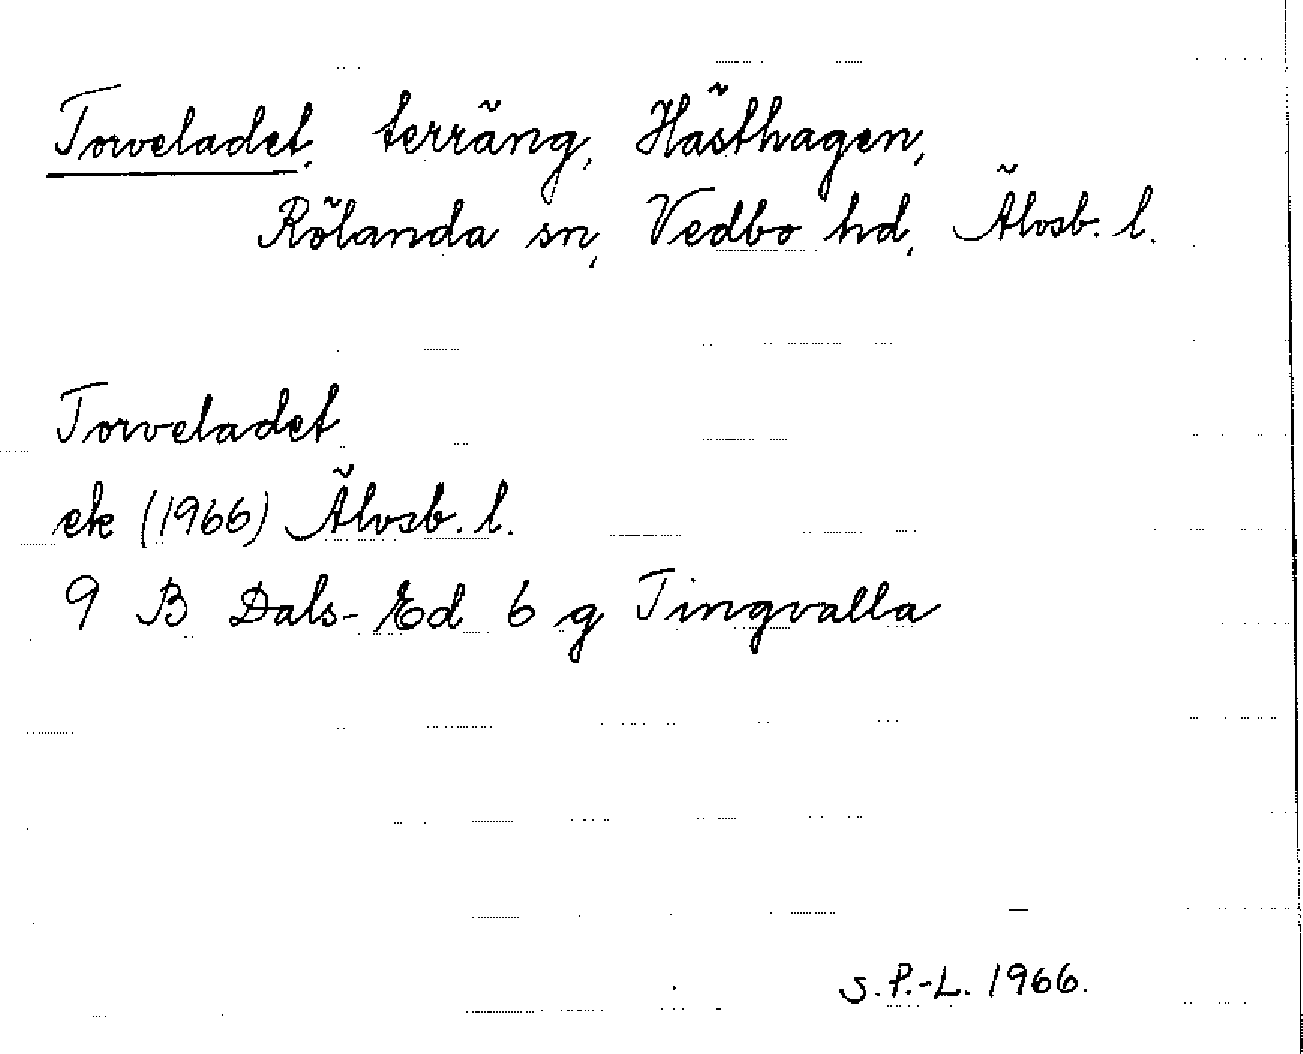 Torveladet, terräng, Hästhagen,
Rölanda sn, Vedbo hd, Älvsb. l.
Torveladet
ek (1966) Älvsb. l.
9 B Dals-Ed 6 g Tingvalla
S. P.-L. 1966.